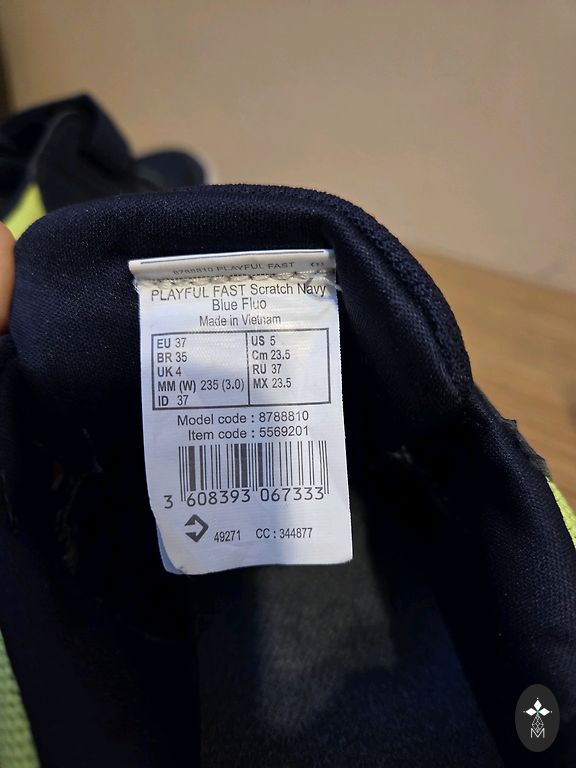 8788810 PLAYFUL FAST
PLAYFUL FAST Scratch Navy
Blue Fluo
Made in Vietnam
EU 37 US 5
BR 35 Cm 23.5
UK 4 RU 37
MM (W) 235 (3.0) MX 23.5
ID 37
Model code : 8788810
Item code : 5569201
3 608393 067333
49271 CC : 344877
M